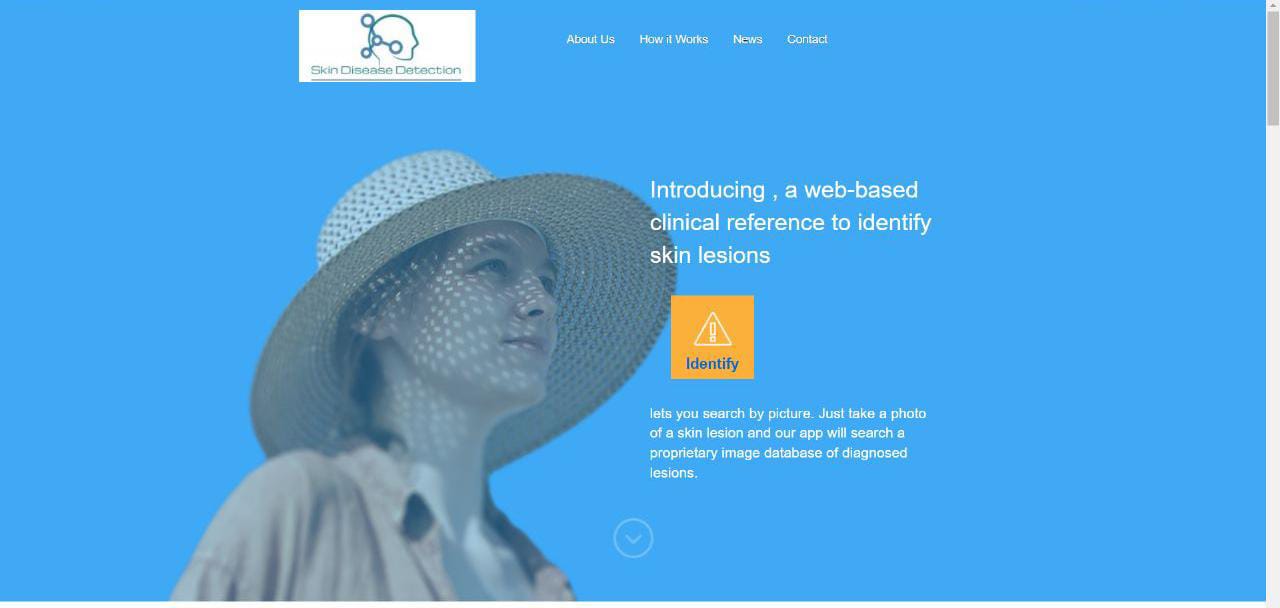 Skin Disease Detection
About Us How it Works News Contact
Introducing , a web-based
clinical reference to identify
skin lesions
Identify
lets you search by picture. Just take a photo
of a skin lesion and our app will search a
proprietary image database of diagnosed
lesions.